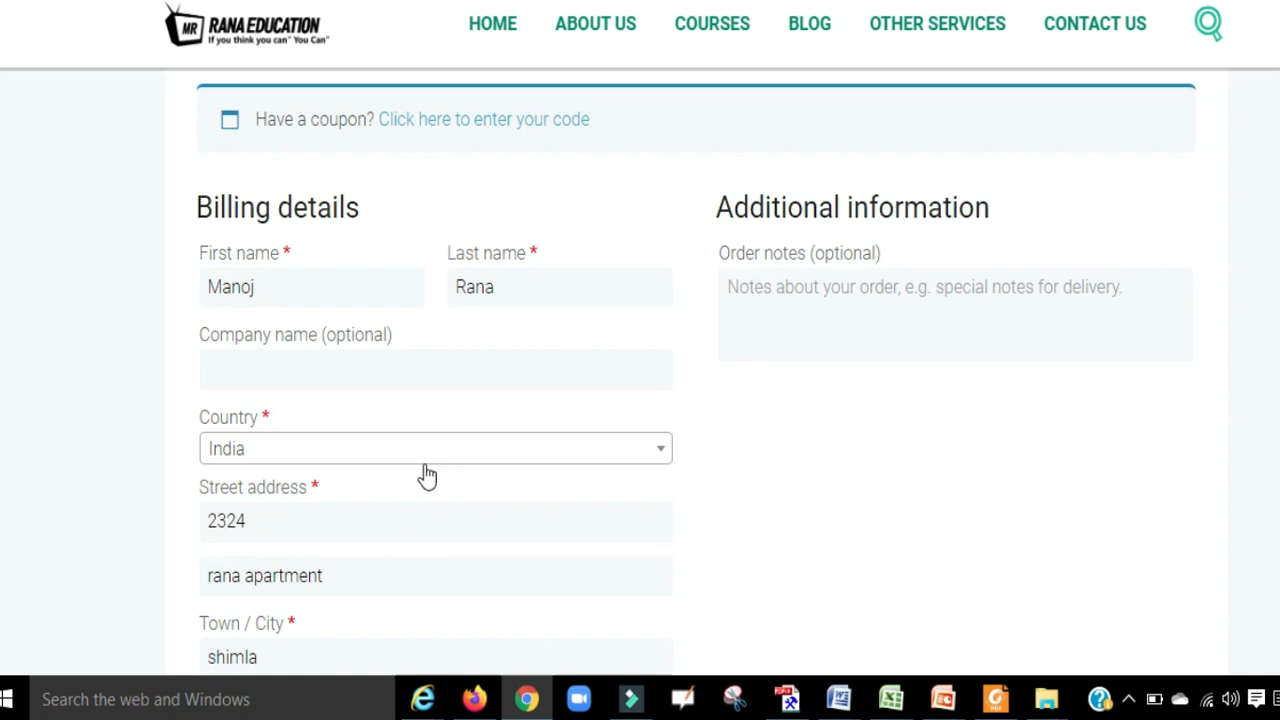 MR RANA EDUCATION
If you think you can" You Can"
HOME ABOUT US COURSES BLOG OTHER SERVICES CONTACT US
Have a coupon? Click here to enter your code
Billing details
First name * Last name *
Manoj Rana
Company name (optional)
Country *
India
Street address *
2324
rana apartment
Town / City *
shimla
Additional information
Order notes (optional)
Notes about your order, e.g. special notes for delivery.
Search the web and Windows